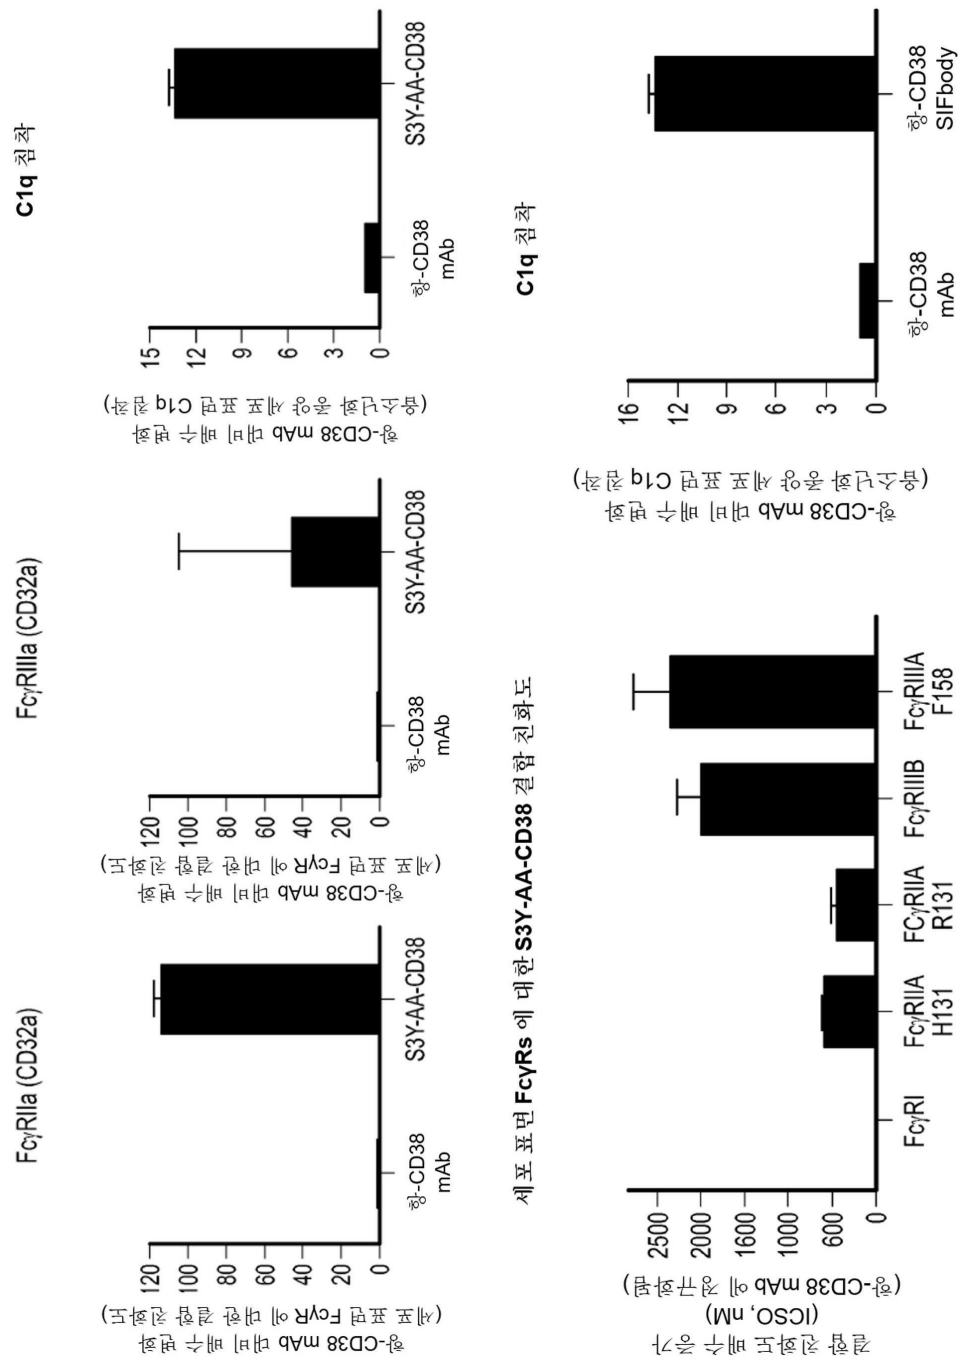 FcγRIIa (CD32a)
항-CD38 mAb 대비 배수 변화
(세포 표면 FcγR 에 대한 결합 친화도)
120
100
80
60
40
20
0
항-CD38
mAb
S3Y-AA-CD38
FcγRIIIa (CD32a)
항-CD38 mAb 대비 배수 변화
(세포 표면 FcγR 에 대한 결합 친화도)
120
100
80
60
40
20
0
항-CD38
mAb
S3Y-AA-CD38
C1q 침착
항-CD38 mAb 대비 배수 변화
(옵소닌화 종양 세포 표면 C1q 침착)
15
12
9
6
3
0
항-CD38
mAb
S3Y-AA-CD38
세포 표면 FcγRs 에 대한 S3Y-AA-CD38 결합 친화도
결합 친화도 배수 증가
(ICSO, nM)
(항-CD38 mAb 에 정규화됨)
2500
2000
1600
1000
600
0
FcγRI
FcγRIIA
H131
FCγRIIA
R131
FcγRIIIB
FcγRIIIA
F158
C1q 침착
항-CD38 mAb 대비 배수 변화
(옵소닌화 종양 세포 표면 C1q 침착)
16
12
9
6
3
0
항-CD38
mAb
항-CD38
SIFbody